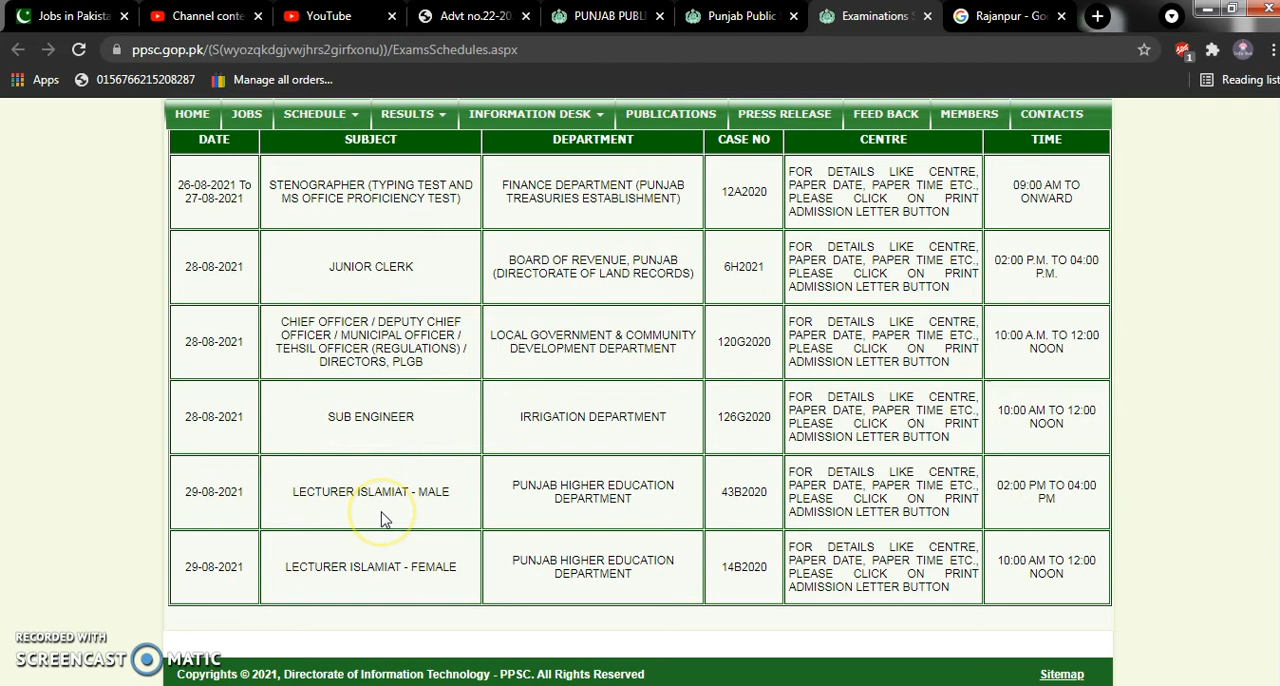 Jobs in Pakista
Channel conte
YouTube
Advt no.22-20
PUNJAB PUBL
Punjab Public
Examinations S
Rajanpur - Goo
ppsc.gop.pk/(S(wyozqkdgjvwjhrs2girfxonu))/ExamsSchedules.aspx
1
Apps
0156766215208287
Manage all orders...
Reading list
HOME
JOBS
SCHEDULE
RESULTS
INFORMATION DESK
PUBLICATIONS
PRESS RELEASE
FEED BACK
MEMBERS
CONTACTS
DATE
SUBJECT
DEPARTMENT
CASE NO
CENTRE
TIME
26-08-2021 To
27-08-2021
STENOGRAPHER (TYPING TEST AND
MS OFFICE PROFICIENCY TEST)
FINANCE DEPARTMENT (PUNJAB
TREASURIES ESTABLISHMENT)
12A2020
FOR DETAILS LIKE CENTRE,
PAPER DATE, PAPER TIME ETC.,
PLEASE CLICK ON PRINT
ADMISSION LETTER BUTTON
09:00 AM TO
ONWARD
28-08-2021
JUNIOR CLERK
BOARD OF REVENUE, PUNJAB
(DIRECTORATE OF LAND RECORDS)
6H2021
FOR DETAILS LIKE CENTRE,
PAPER DATE, PAPER TIME ETC.,
PLEASE CLICK ON PRINT
ADMISSION LETTER BUTTON
02:00 P.M. TO 04:00
P.M.
28-08-2021
CHIEF OFFICER / DEPUTY CHIEF
OFFICER / MUNICIPAL OFFICER /
TEHSIL OFFICER (REGULATIONS) /
DIRECTORS, PLGB
LOCAL GOVERNMENT & COMMUNITY
DEVELOPMENT DEPARTMENT
120G2020
FOR DETAILS LIKE CENTRE,
PAPER DATE, PAPER TIME ETC.,
PLEASE CLICK ON PRINT
ADMISSION LETTER BUTTON
10:00 A.M. TO 12:00
NOON
28-08-2021
SUB ENGINEER
IRRIGATION DEPARTMENT
126G2020
FOR DETAILS LIKE CENTRE,
PAPER DATE, PAPER TIME ETC.,
PLEASE CLICK ON PRINT
ADMISSION LETTER BUTTON
10:00 AM TO 12:00
NOON
29-08-2021
LECTURER ISLAMIAT - MALE
PUNJAB HIGHER EDUCATION
DEPARTMENT
43B2020
FOR DETAILS LIKE CENTRE,
PAPER DATE, PAPER TIME ETC.,
PLEASE CLICK ON PRINT
ADMISSION LETTER BUTTON
02:00 PM TO 04:00
PM
29-08-2021
LECTURER ISLAMIAT - FEMALE
PUNJAB HIGHER EDUCATION
DEPARTMENT
14B2020
FOR DETAILS LIKE CENTRE,
PAPER DATE, PAPER TIME ETC.,
PLEASE CLICK ON PRINT
ADMISSION LETTER BUTTON
10:00 AM TO 12:00
NOON
RECORDED WITH
SCREENCAST MATIC
Copyrights © 2021, Directorate of Information Technology - PPSC. All Rights Reserved
Sitemap